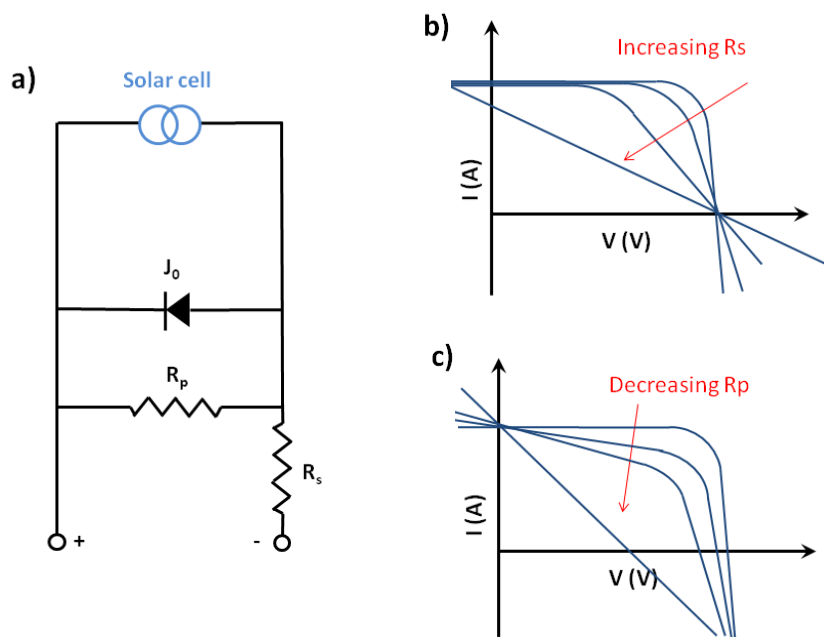 a)
Solar cell
J₀
Rₚ
Rₛ
+
-
b)
Increasing Rs
I (A)
V (V)
c)
Decreasing Rp
I (A)
V (V)